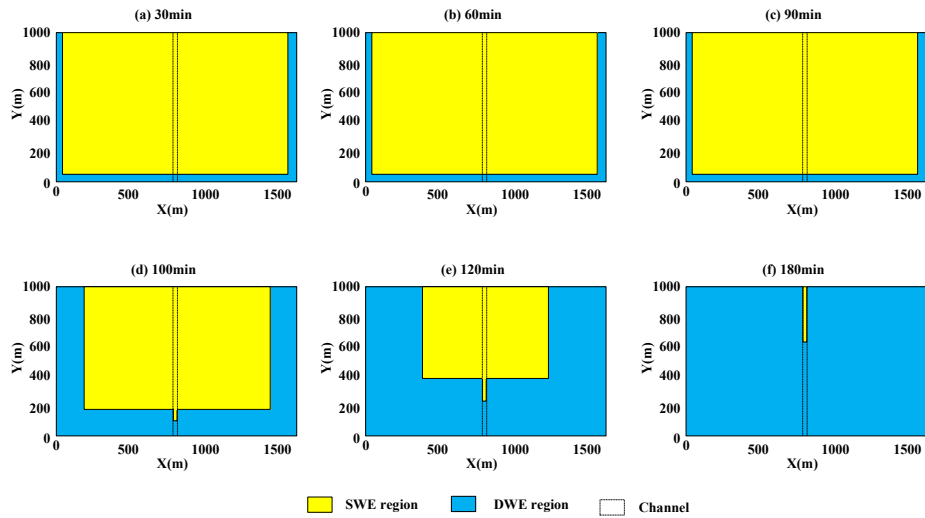 (a) 30min
(b) 60min
(c) 90min
1000
800
600
400
200
0
Y(m)
0 500 1000 1500
X(m)
1000
800
600
400
200
0
Y(m)
0 500 1000 1500
X(m)
1000
800
600
400
200
0
Y(m)
0 500 1000 1500
X(m)
(d) 100min
(e) 120min
(f) 180min
1000
800
600
400
200
0
Y(m)
0 500 1000 1500
X(m)
1000
800
600
400
200
0
Y(m)
0 500 1000 1500
X(m)
1000
800
600
400
200
0
Y(m)
0 500 1000 1500
X(m)
SWE region DWE region Channel